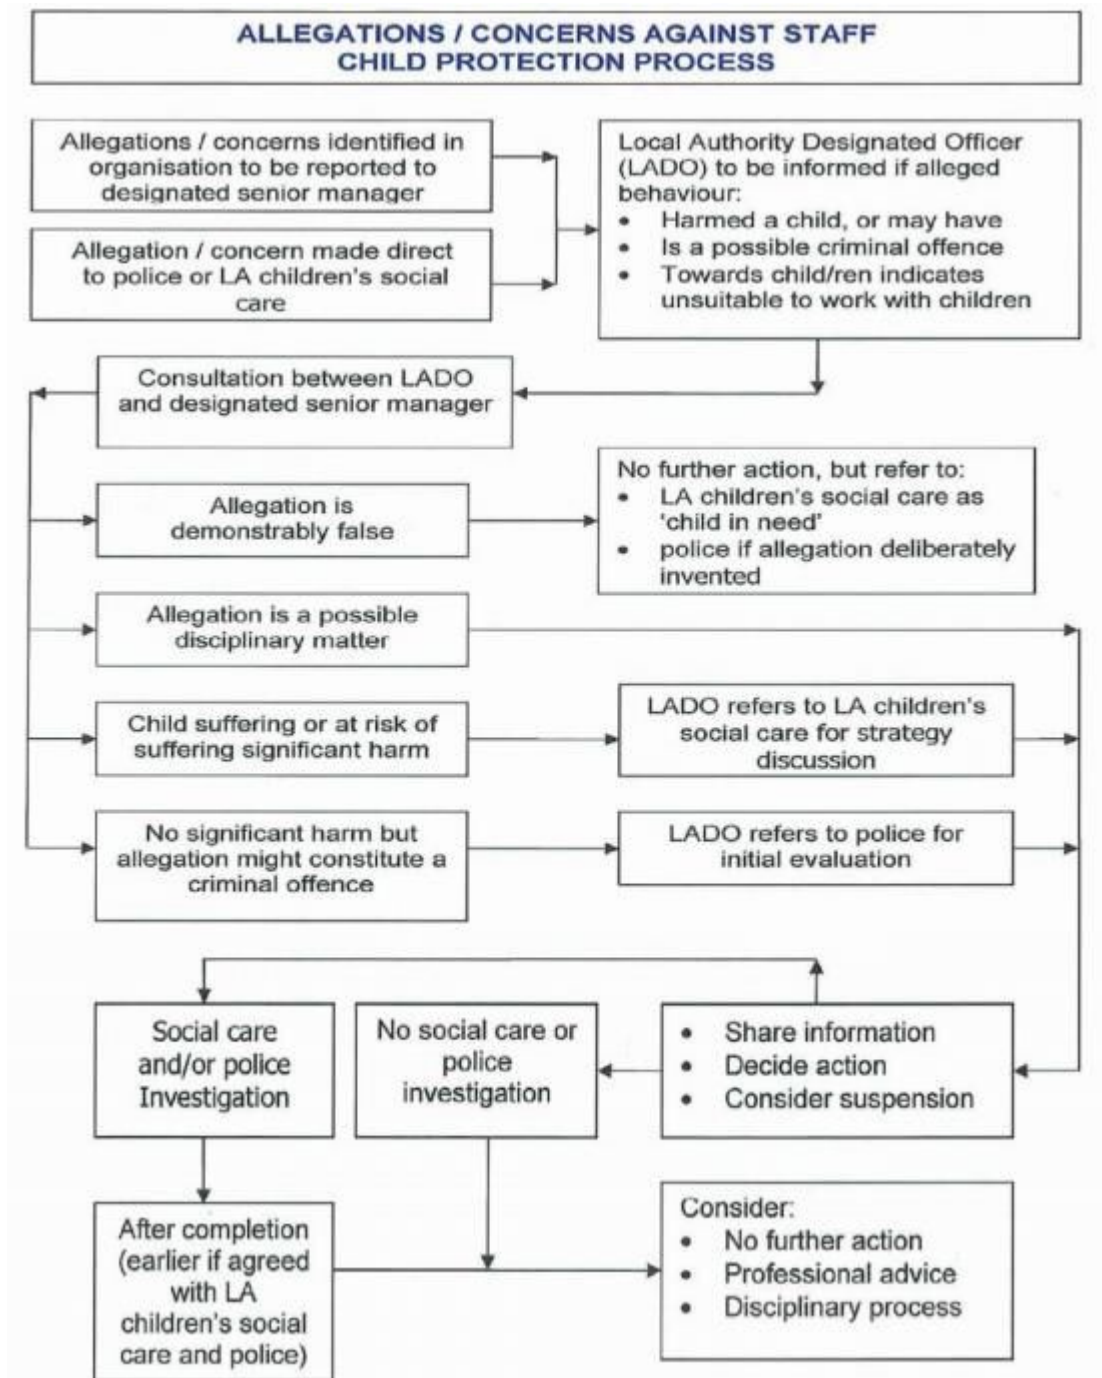 ALLEGATIONS / CONCERNS AGAINST STAFF
CHILD PROTECTION PROCESS
Allegations / concerns identified in
organisation to be reported to
designated senior manager
Allegation / concern made direct
to police or LA children's social
care
Local Authority Designated Officer
(LADO) to be informed if alleged
behaviour:
• Harmed a child, or may have
• Is a possible criminal offence
• Towards child/ren indicates
unsuitable to work with children
Consultation between LADO
and designated senior manager
Allegation is
demonstrably false
No further action, but refer to:
• LA children's social care as
'child in need'
• police if allegation deliberately
invented
Allegation is a possible
disciplinary matter
Child suffering or at risk of
suffering significant harm
LADO refers to LA children's
social care for strategy
discussion
No significant harm but
allegation might constitute a
criminal offence
LADO refers to police for
initial evaluation
Social care
and/or police
Investigation
No social care or
police
investigation
• Share information
• Decide action
• Consider suspension
After completion
(earlier if agreed
with LA
children's social
care and police)
Consider:
• No further action
• Professional advice
• Disciplinary process